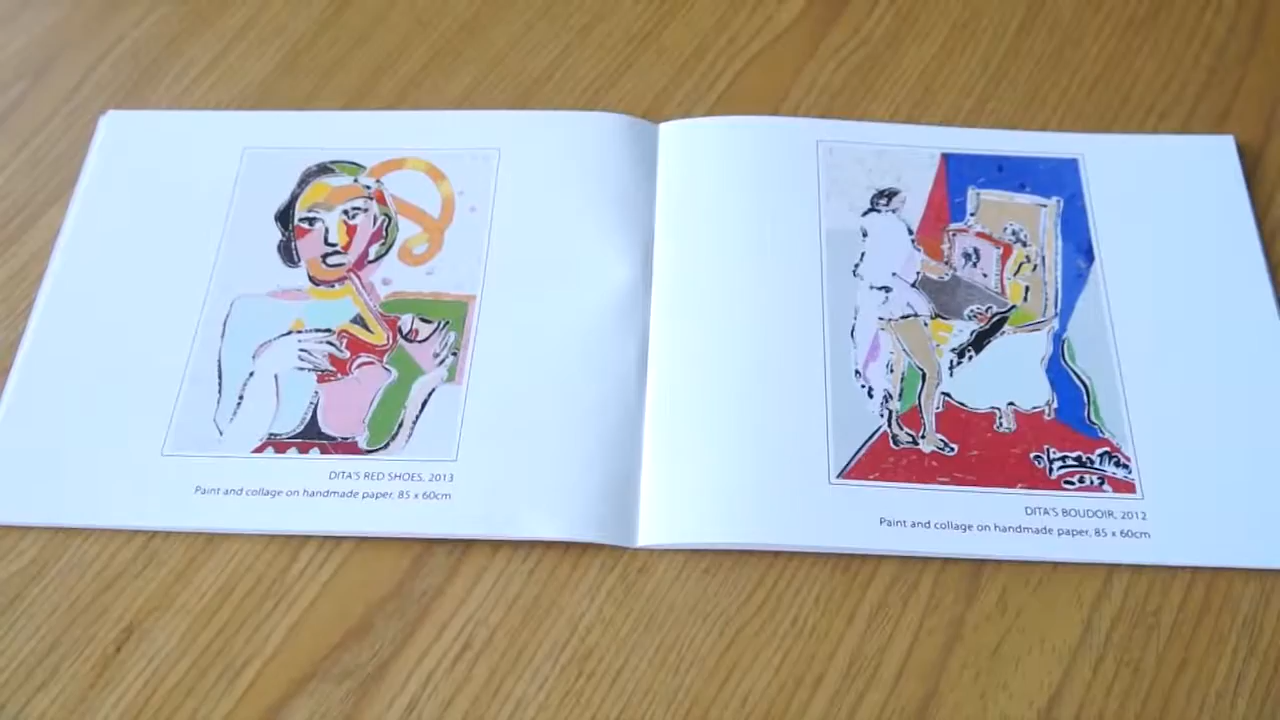 DITA'S RED SHOES, 2013
Paint and collage on handmade paper, 85 x 60cm
DITA'S BOUDOIR, 2012
Paint and collage on handmade paper, 85 x 60cm